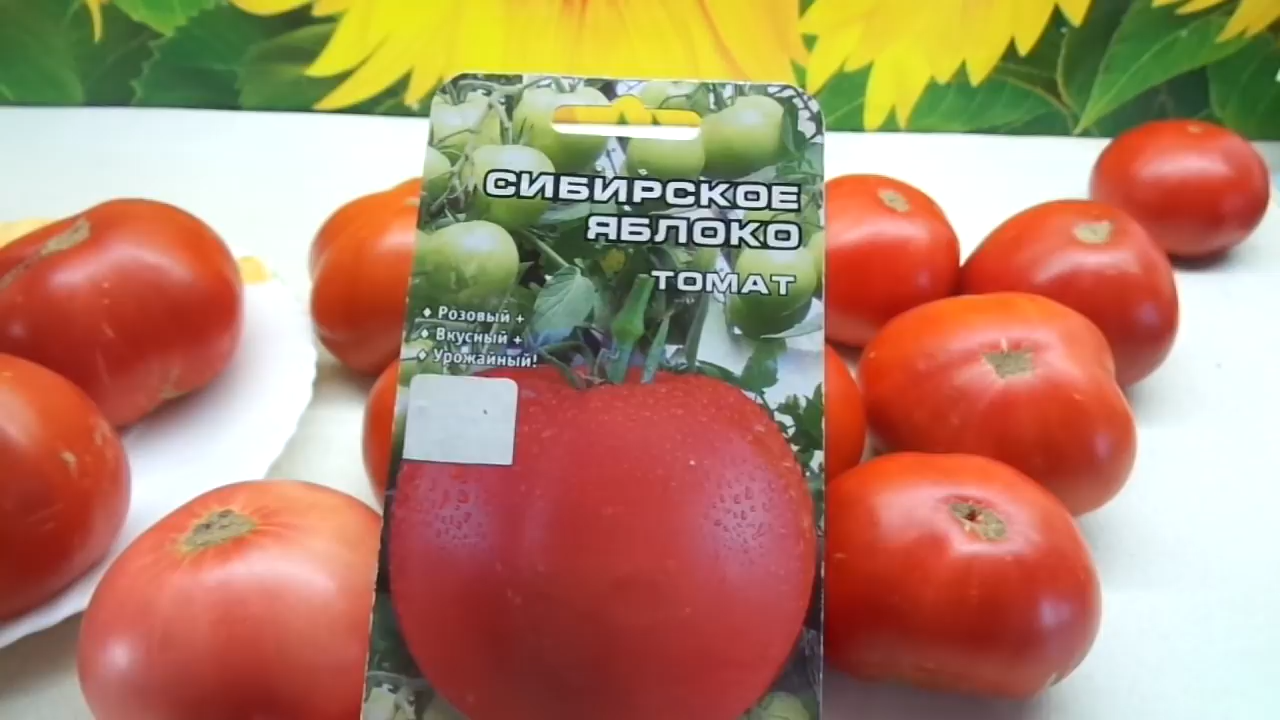 СИБИРСКОЕ
ЯБЛОКО
ТОМАТ
♦ Розовый +
♦ Вкусный +
♦ Урожайный!